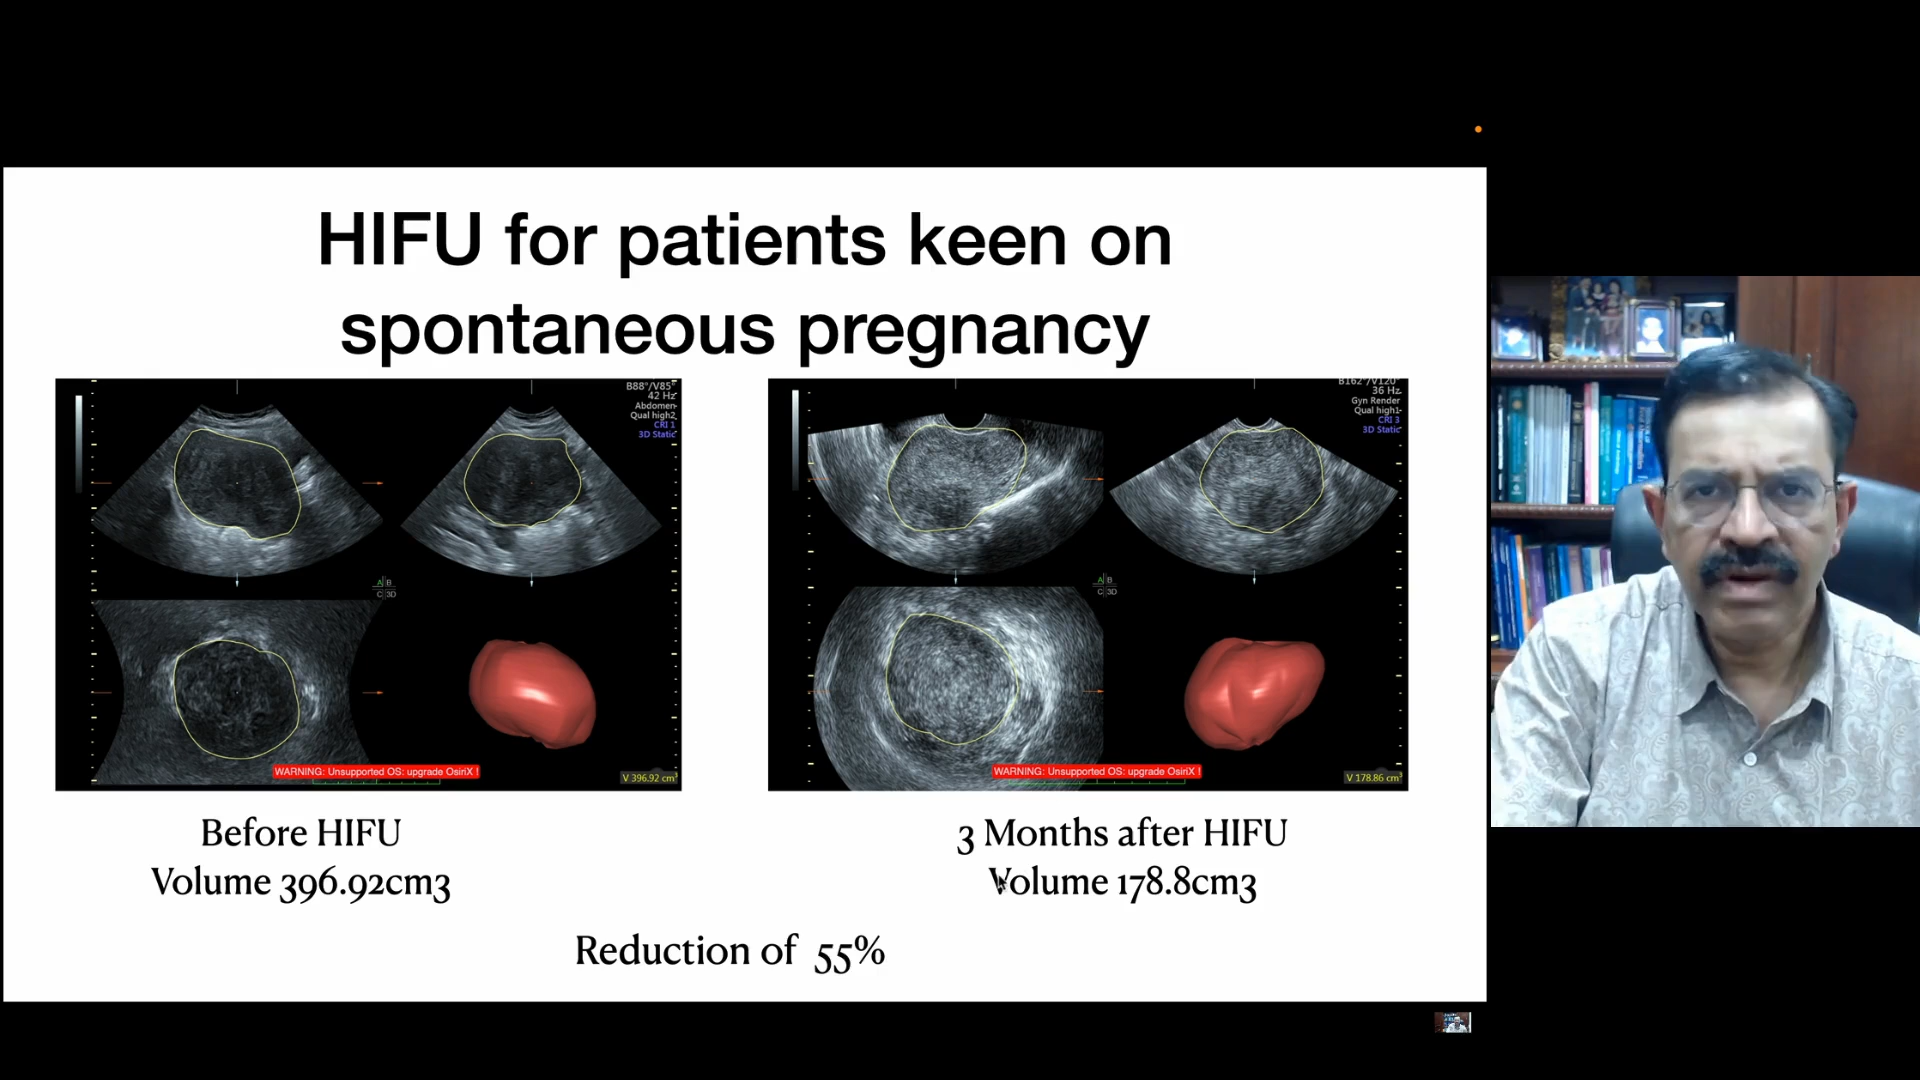 HIFU for patients keen on
spontaneous pregnancy
B88°/V85°
42 Hz
Abdomen
Qual high2
CRI 1
3D Static
A B
C 3D
WARNING: Unsupported OS: upgrade OsiriX !
V 396.92 cm³
B162°/V120°
36 Hz
Gyn Render
Qual high1
CRI 3
3D Static
A B
C 3D
WARNING: Unsupported OS: upgrade OsiriX !
V 178.86 cm³
Before HIFU
Volume 396.92cm3
3 Months after HIFU
Volume 178.8cm3
Reduction of 55%